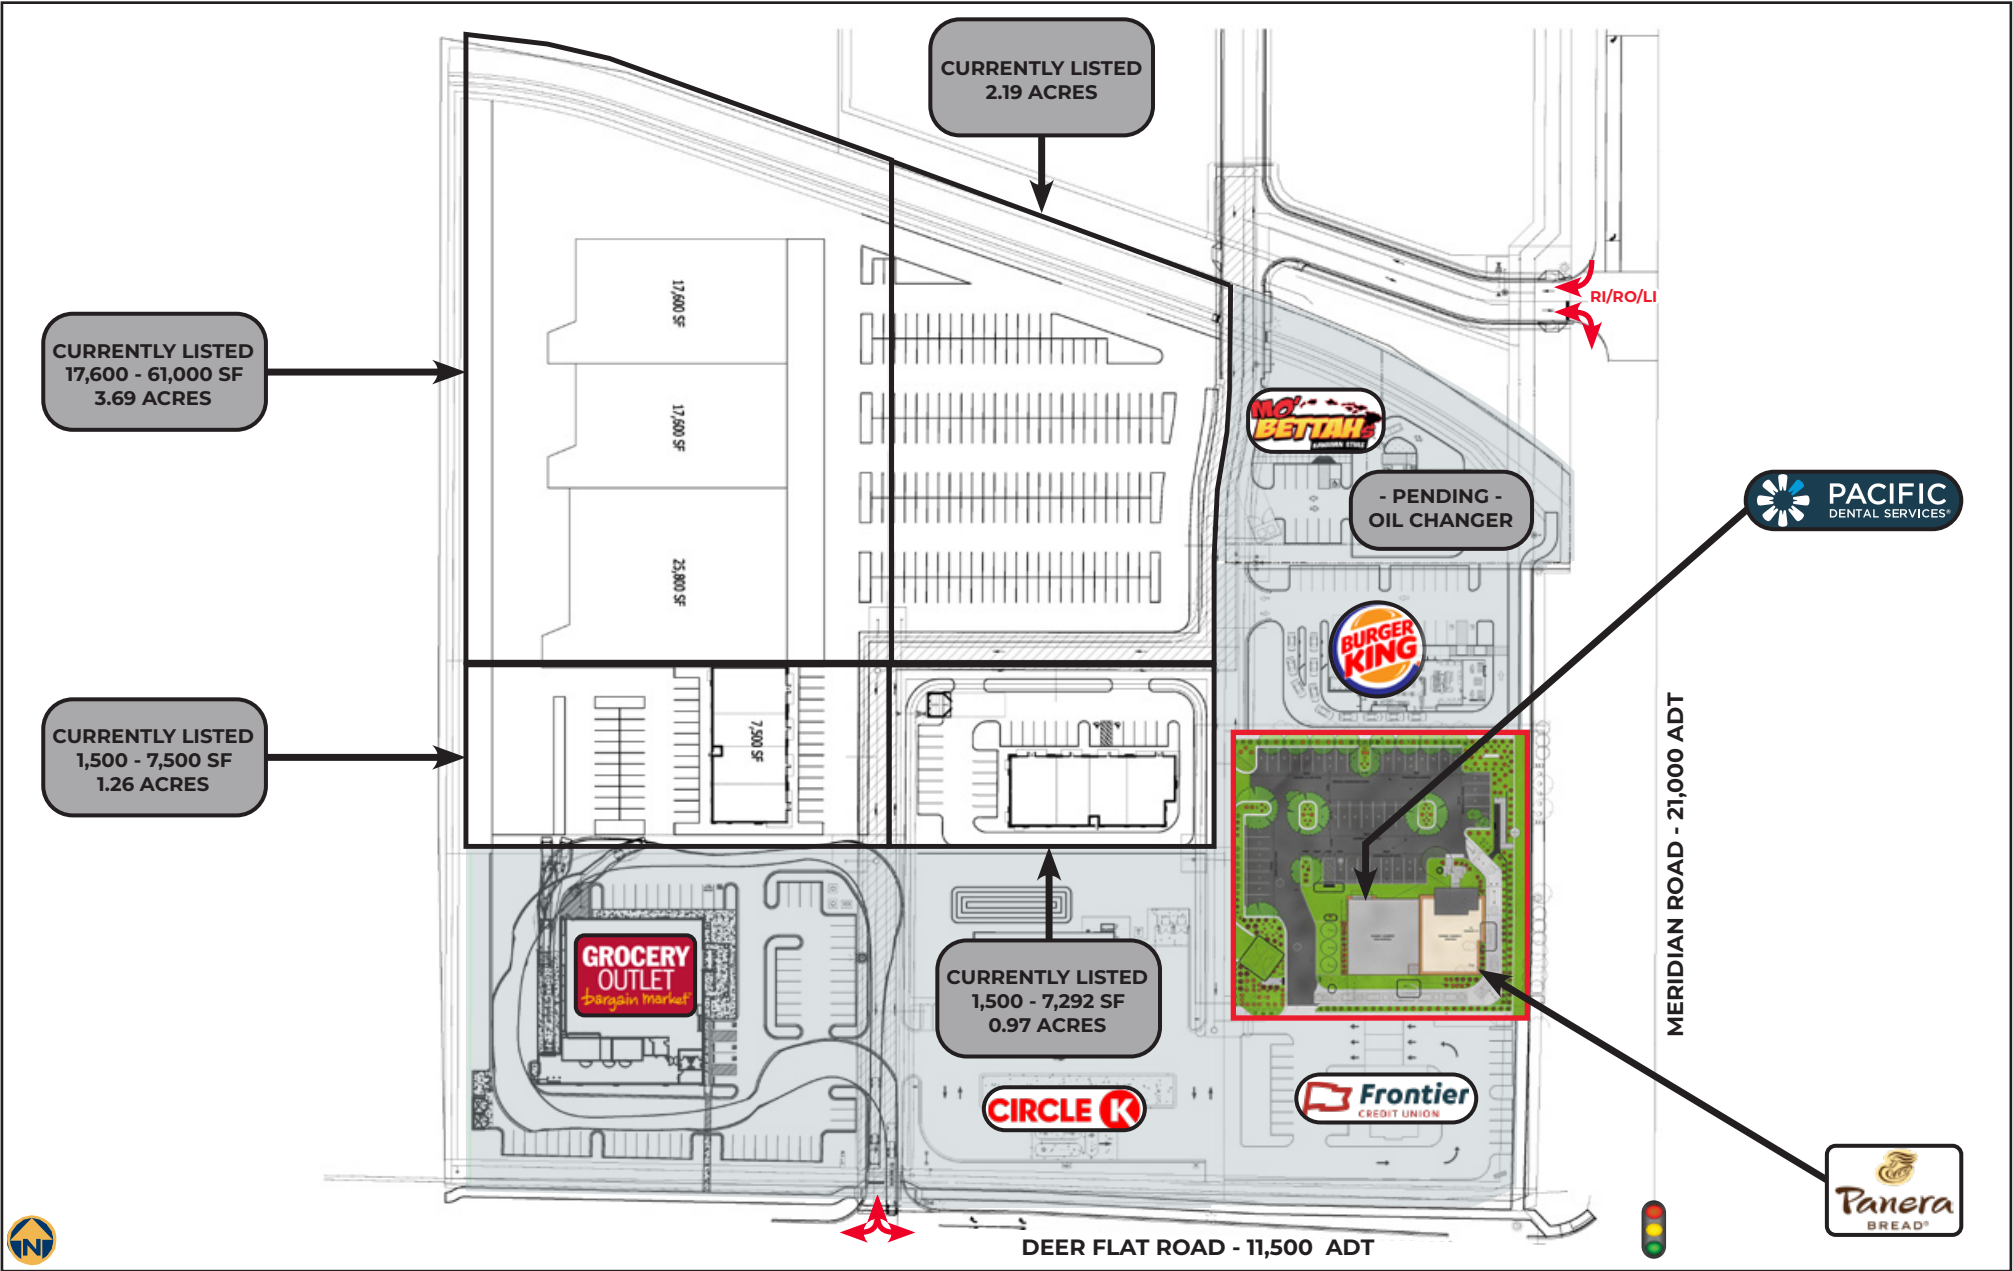 CURRENTLY LISTED
2.19 ACRES
RI/RO/LI
CURRENTLY LISTED
17,600 - 61,000 SF
3.69 ACRES
17,600 SF
17,600 SF
25,800 SF
MO'
BETTAHS
HAWAIIAN STYLE
- PENDING -
OIL CHANGER
PACIFIC
DENTAL SERVICES®
BURGER
KING
CURRENTLY LISTED
1,500 - 7,500 SF
1.26 ACRES
7,500 SF
MERIDIAN ROAD - 21,000 ADT
GROCERY
OUTLET
bargain market
CURRENTLY LISTED
1,500 - 7,292 SF
0.97 ACRES
CIRCLE K
Frontier
CREDIT UNION
Panera
BREAD®
N
DEER FLAT ROAD - 11,500 ADT